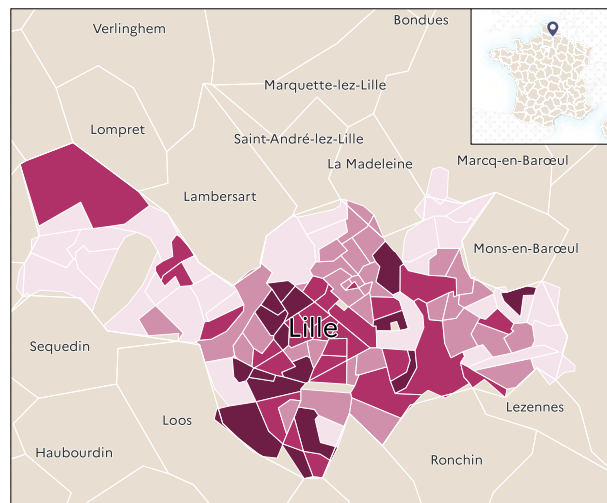 Bondues
Verlinghem
Marquette-lez-Lille
Lompret
Saint-André-lez-Lille
La Madeleine
Marcq-en-Barœul
Lambersart
Mons-en-Barœul
Lille
Sequedin
Lezennes
Loos
Haubourdin
Ronchin